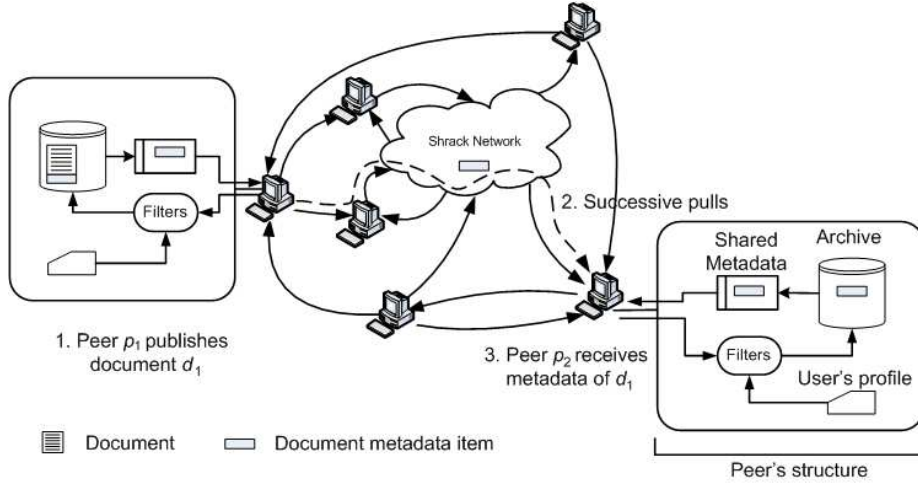 Shrack Network
Filters
2. Successive pulls
Shared
Metadata
Archive
1. Peer p₁ publishes
document d₁
3. Peer p₂ receives
metadata of d₁
Filters
User's profile
Document
Document metadata item
Peer's structure